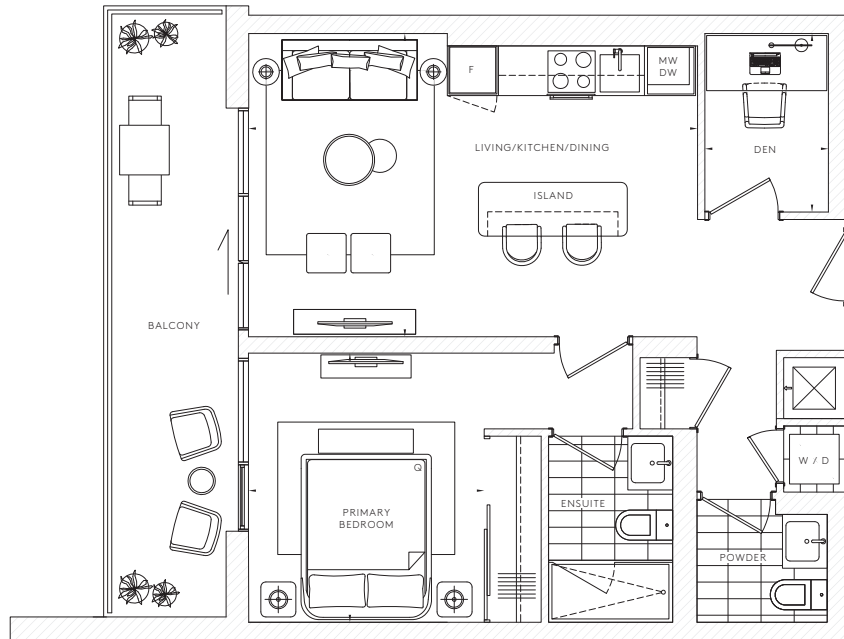 F
MW
DW
LIVING/KITCHEN/DINING
DEN
ISLAND
BALCONY
W / D
Q
PRIMARY
BEDROOM
ENSUITE
POWDER